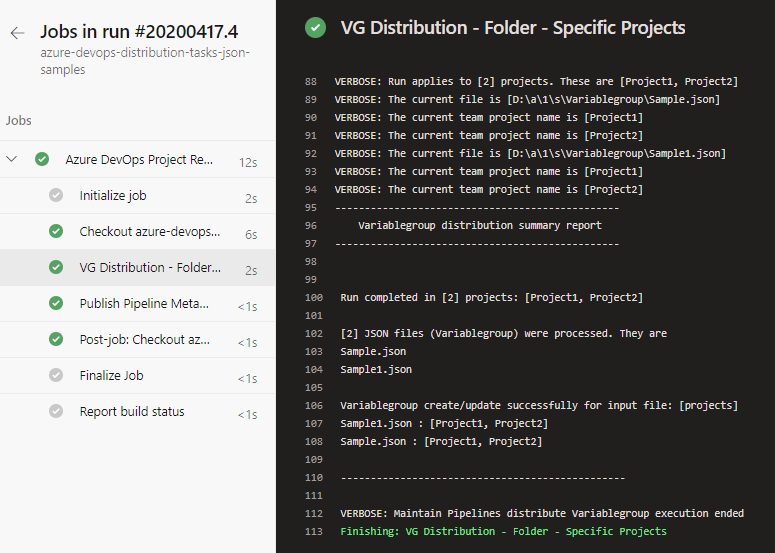 Jobs in run #20200417.4
azure-devops-distribution-tasks-json-
samples
Jobs
Azure DevOps Project Re... 12s
Initialize job 2s
Checkout azure-devops... 6s
VG Distribution - Folder... 2s
Publish Pipeline Meta... <1s
Post-job: Checkout az... <1s
Finalize Job <1s
Report build status <1s
VG Distribution - Folder - Specific Projects
88 VERBOSE: Run applies to [2] projects. These are [Project1, Project2]
89 VERBOSE: The current file is [D:\a\1\s\Variablegroup\Sample.json]
90 VERBOSE: The current team project name is [Project1]
91 VERBOSE: The current team project name is [Project2]
92 VERBOSE: The current file is [D:\a\1\s\Variablegroup\Sample1.json]
93 VERBOSE: The current team project name is [Project1]
94 VERBOSE: The current team project name is [Project2]
95 ------------------------------------------------
96 Variablegroup distribution summary report
97 ------------------------------------------------
98
99
100 Run completed in [2] projects: [Project1, Project2]
101
102 [2] JSON files (Variablegroup) were processed. They are
103 Sample.json
104 Sample1.json
105
106 Variablegroup create/update successfully for input file: [projects]
107 Sample1.json : [Project1, Project2]
108 Sample.json : [Project1, Project2]
109
110 ------------------------------------------------
111
112 VERBOSE: Maintain Pipelines distribute Variablegroup execution ended
113 Finishing: VG Distribution - Folder - Specific Projects